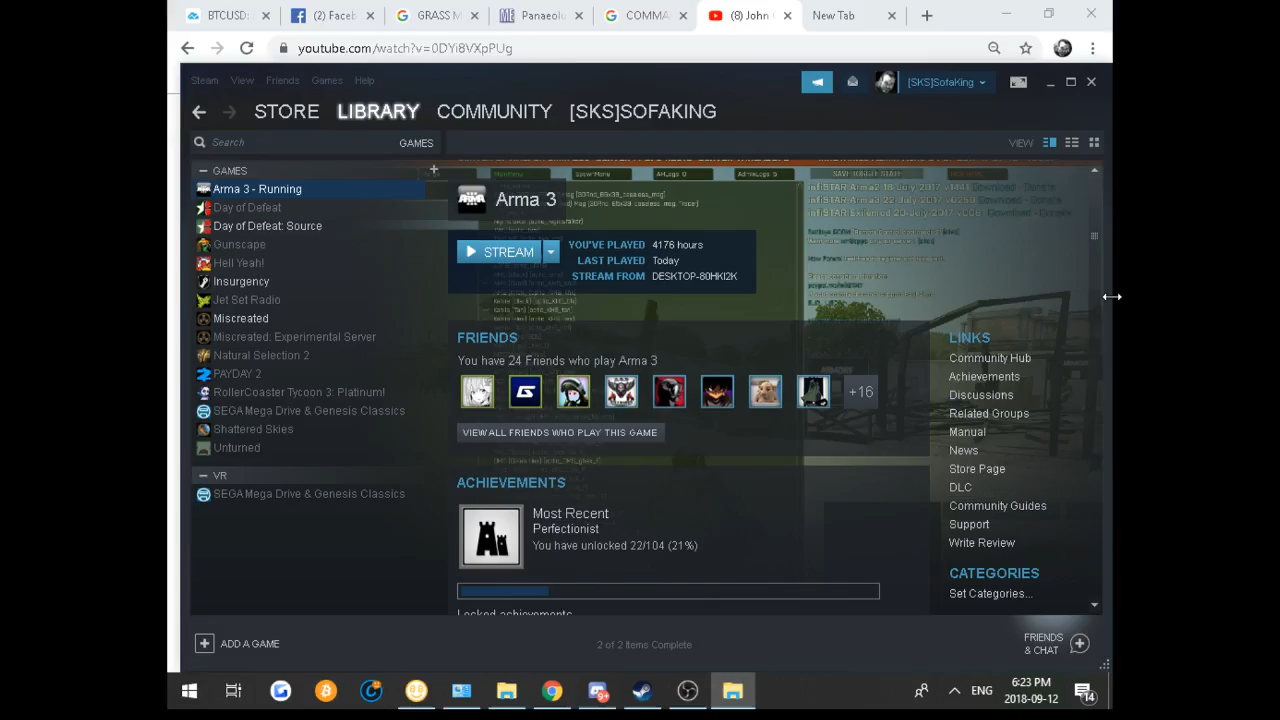 BTCUSD:
(2) Faceb
GRASS M
Panaeolu
COMMA
(8) John
New Tab
youtube.com/watch?v=0DYi8VXpPUg
Steam View Friends Games Help
[SKS]SofaKing
STORE LIBRARY COMMUNITY [SKS]SOFAKING
Search GAMES
VIEW
GAMES
Arma 3 - Running
Day of Defeat
Day of Defeat: Source
Gunscape
Hell Yeah!
Insurgency
Jet Set Radio
Miscreated
Miscreated: Experimental Server
Natural Selection 2
PAYDAY 2
RollerCoaster Tycoon 3: Platinum!
SEGA Mega Drive & Genesis Classics
Shattered Skies
Unturned
VR
SEGA Mega Drive & Genesis Classics
Arma 3
STREAM
YOU'VE PLAYED 4176 hours
LAST PLAYED Today
STREAM FROM DESKTOP-80HKI2K
FRIENDS
You have 24 Friends who play Arma 3
+16
VIEW ALL FRIENDS WHO PLAY THIS GAME
ACHIEVEMENTS
Most Recent
Perfectionist
You have unlocked 22/104 (21%)
Locked achievements
LINKS
Community Hub
Achievements
Discussions
Related Groups
Manual
News
Store Page
DLC
Community Guides
Support
Write Review
CATEGORIES
Set Categories...
ADD A GAME
2 of 2 Items Complete
FRIENDS
& CHAT
ENG
6:23 PM
2018-09-12
14
9+